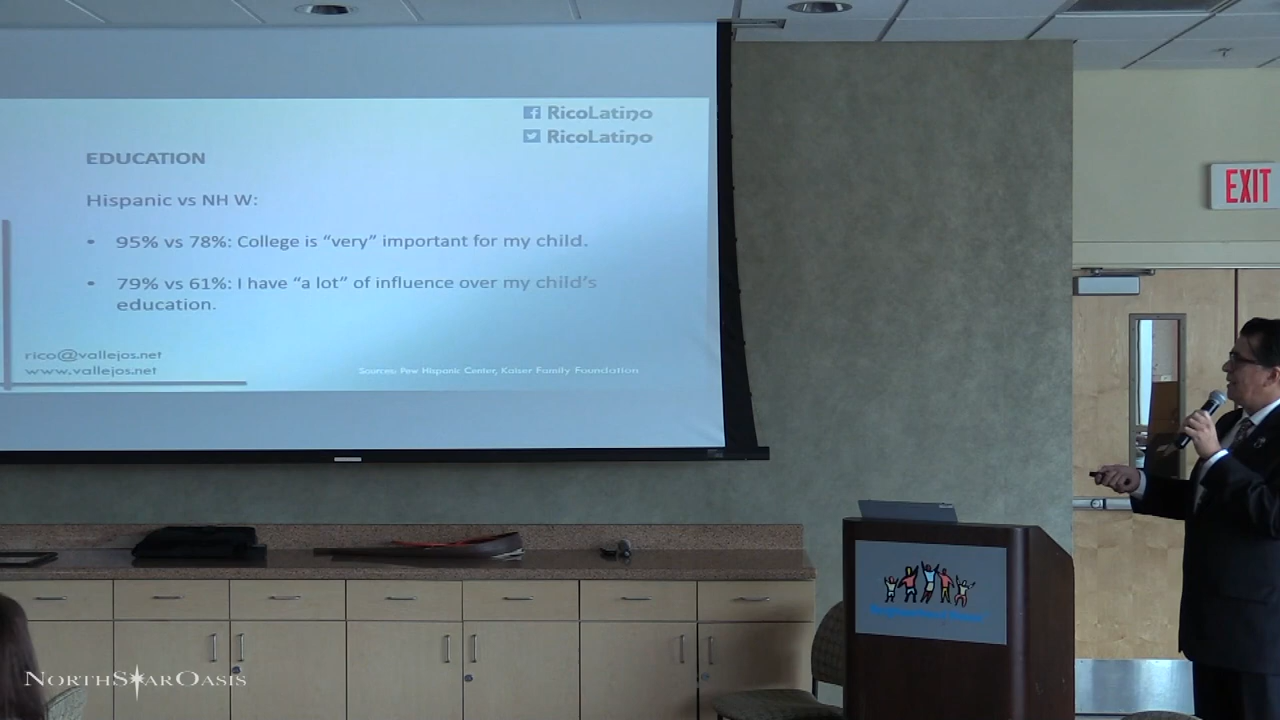 RicoLatino
RicoLatino
EDUCATION
Hispanic vs NH W:
• 95% vs 78%: College is “very” important for my child.
• 79% vs 61%: I have “a lot” of influence over my child’s
education.
rico@vallejos.net
www.vallejos.net
Sources: Pew Hispanic Center, Kaiser Family Foundation
EXIT
NORTHSTAROASIS